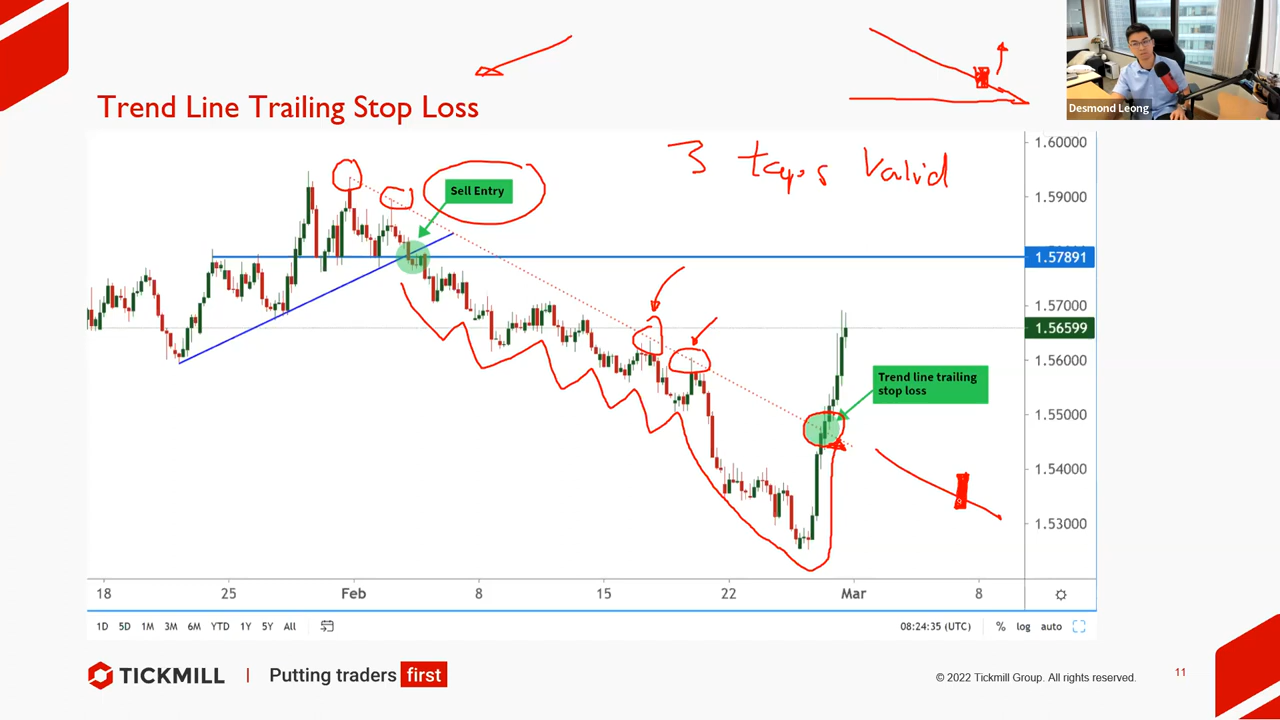 Desmond Leong
Trend Line Trailing Stop Loss
3 taps Valid
Sell Entry
1.60000
1.59000
1.57891
1.57000
1.56599
1.56000
Trend line trailing
stop loss
1.55000
1.54000
1.53000
18 25 Feb 8 15 22 Mar 8
1D 5D 1M 3M 6M YTD 1Y 5Y All 08:24:35 (UTC) % log auto
TICKMILL | Putting traders first
© 2022 Tickmill Group. All rights reserved.
11